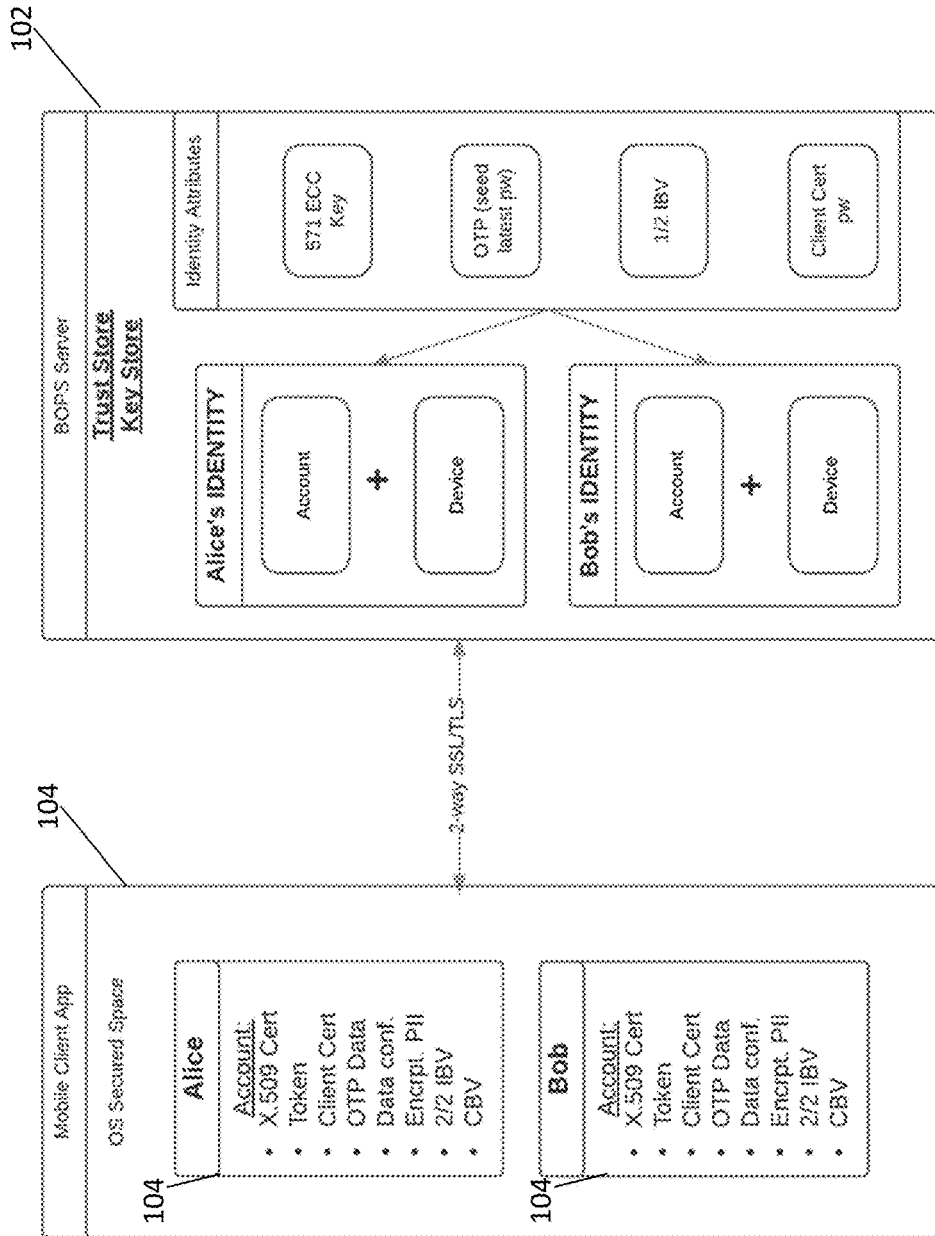 104
Mobile Client App
OS Secured Space
104
Alice
Account:
• X.509 Cert
• Token
• Client Cert
• OTP Data
• Data conf.
• Encrpt. PII
• 2/2 IBV
• CBV
104
Bob
Account:
• X.509 Cert
• Token
• Client Cert
• OTP Data
• Data conf.
• Encrpt. PII
• 2/2 IBV
• CBV
2-way SSL/TLS
102
BOPS Server
Trust Store
Key Store
Alice's IDENTITY
Account
+
Device
Bob's IDENTITY
Account
+
Device
Identity Attributes
571 ECC
Key
OTP (seed
latest pw)
1/2 IBV
Client Cert
pw